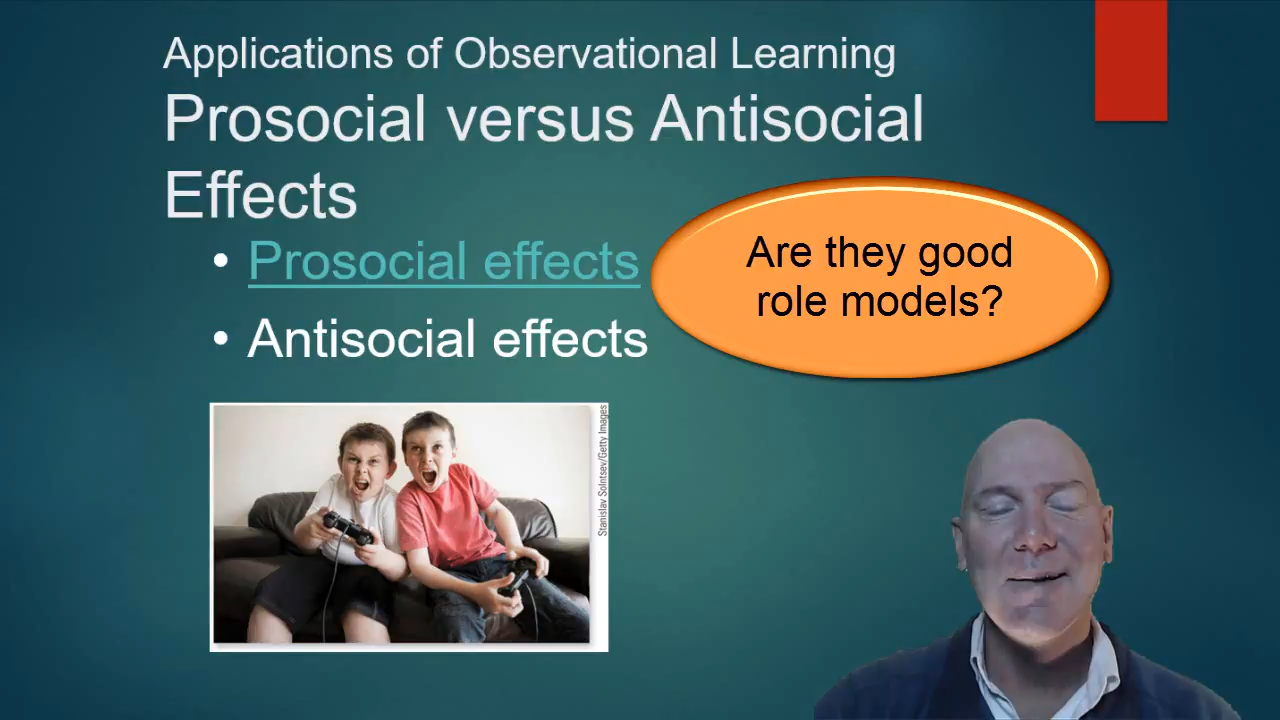 Applications of Observational Learning
Prosocial versus Antisocial
Effects
• Prosocial effects
• Antisocial effects
Are they good
role models?
Stanislav Solntsev/Getty Images